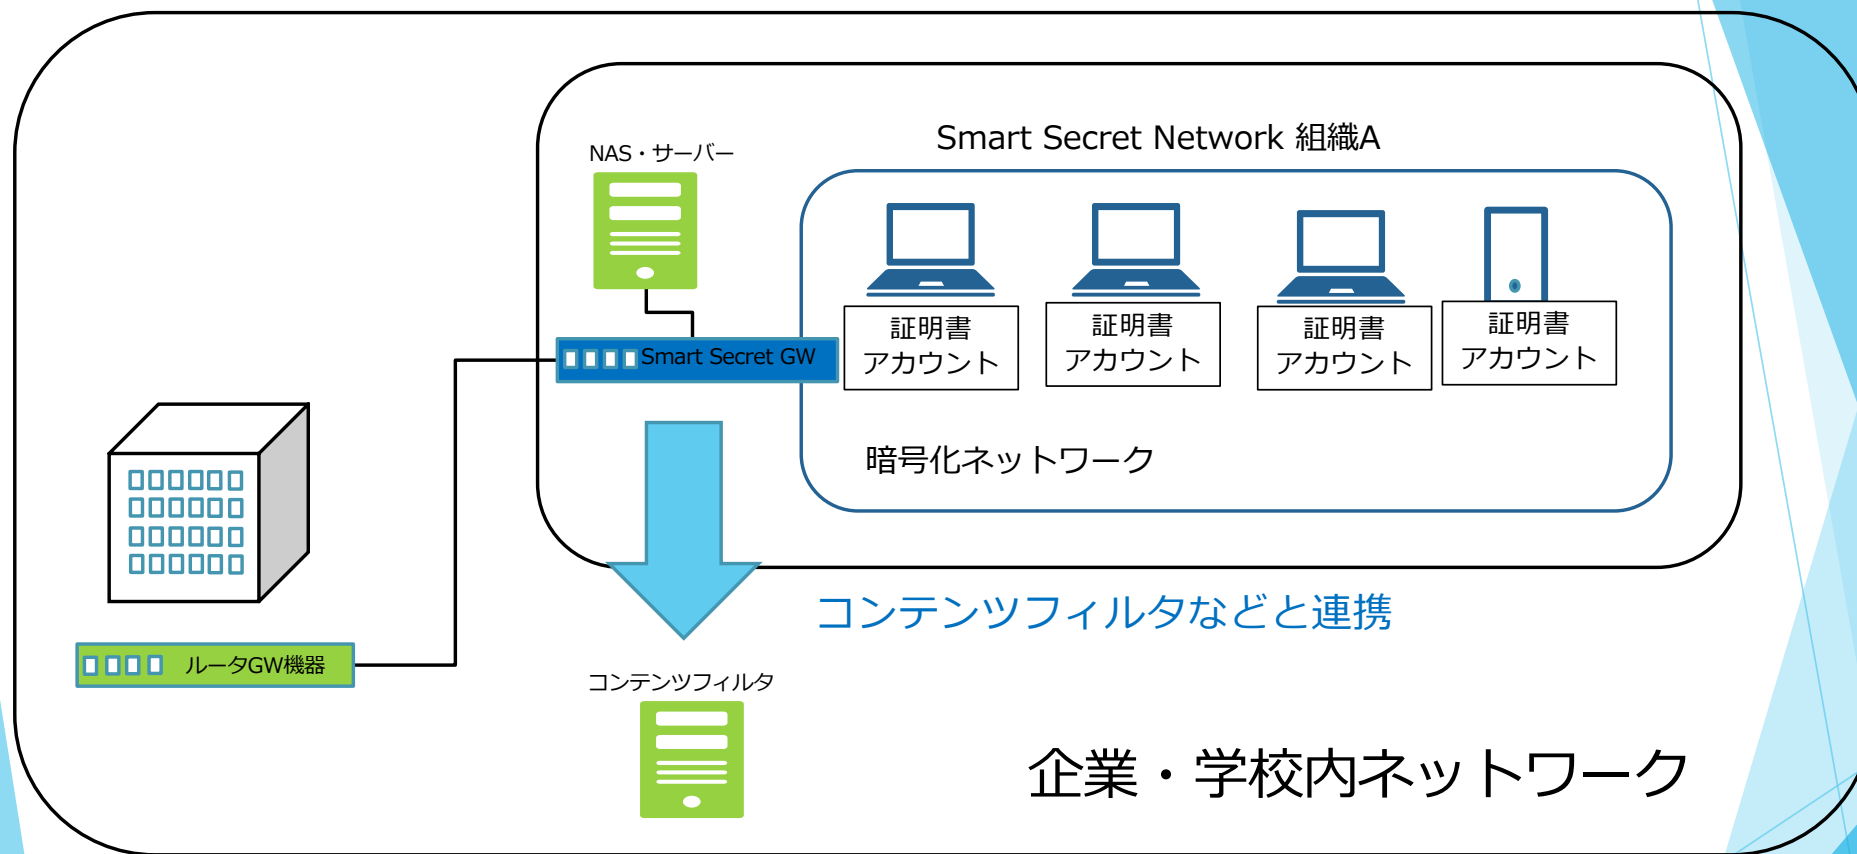 Smart Secret Network 組織A
NAS・サーバー
Smart Secret GW
証明書
アカウント
証明書
アカウント
証明書
アカウント
証明書
アカウント
暗号化ネットワーク
コンテンツフィルタなどと連携
ルータGW機器
コンテンツフィルタ
企業・学校内ネットワーク